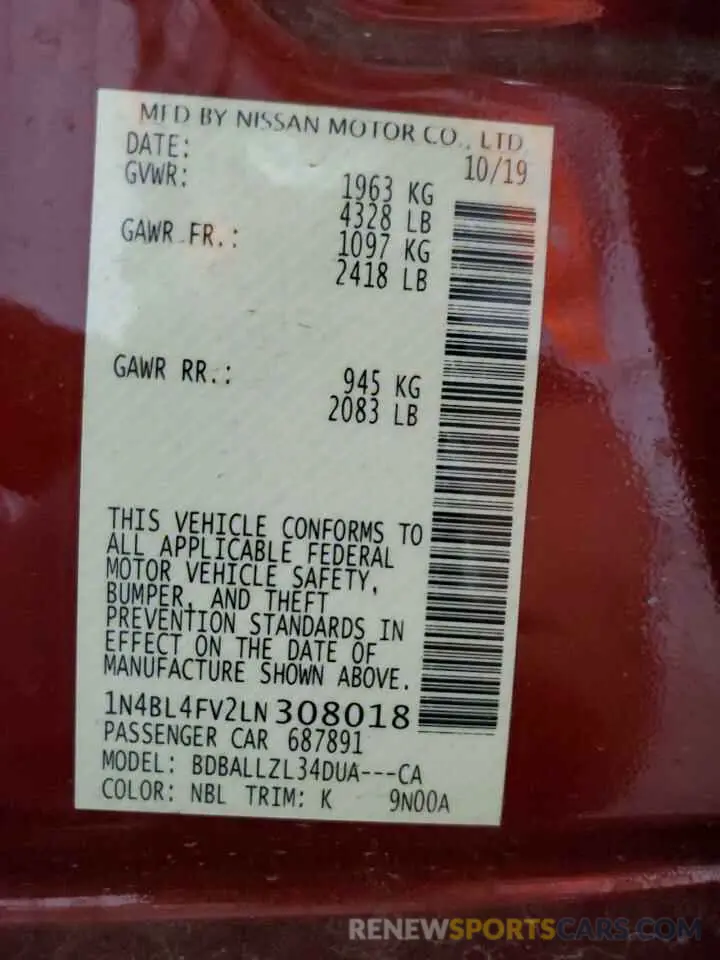 MFD BY NISSAN MOTOR CO., LTD
DATE: 10/19
GVWR: 1963 KG
4328 LB
GAWR FR.: 1097 KG
2418 LB
GAWR RR.: 945 KG
2083 LB
THIS VEHICLE CONFORMS TO
ALL APPLICABLE FEDERAL
MOTOR VEHICLE SAFETY,
BUMPER, AND THEFT
PREVENTION STANDARDS IN
EFFECT ON THE DATE OF
MANUFACTURE SHOWN ABOVE.
1N4BL4FV2LN308018
PASSENGER CAR 687891
MODEL: BDBALLZL34DUA---CA
COLOR: NBL TRIM: K 9N00A
RENEWSPORTSCARS.COM